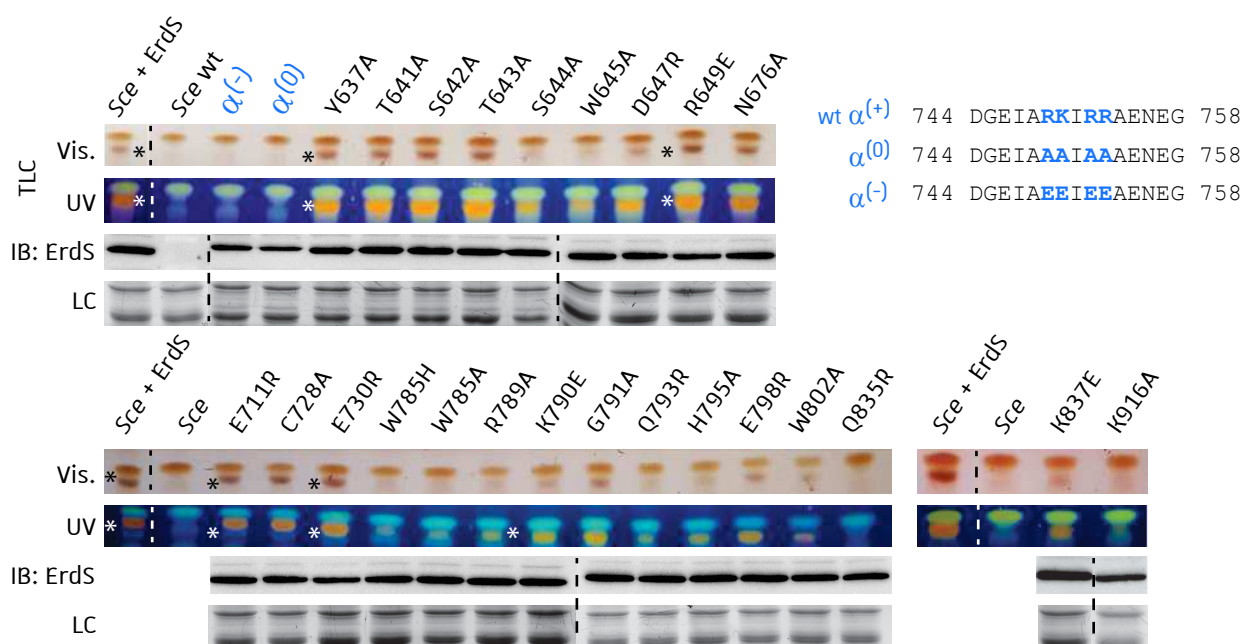 Sce + ErdS Sce wt α(-) α(0) Y637A T641A S642A T643A S644A W645A D647R R649E N676A
TLC
Vis. * * *
UV * * *
IB: ErdS
LC
wt α(+) 744 DGEIARKIRRAENEG 758
α(0) 744 DGEIAAAIAAAENEG 758
α(-) 744 DGEIAEEIEEAENEG 758
Sce + ErdS Sce E711R C728A E730R W785H W785A R789A K790E G791A Q793R H795A E798R W802A Q835R Sce + ErdS Sce K837E K916A
Vis. * * *
UV * * * *
IB: ErdS
LC